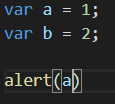 var a = 1;
var b = 2;
alert(a)